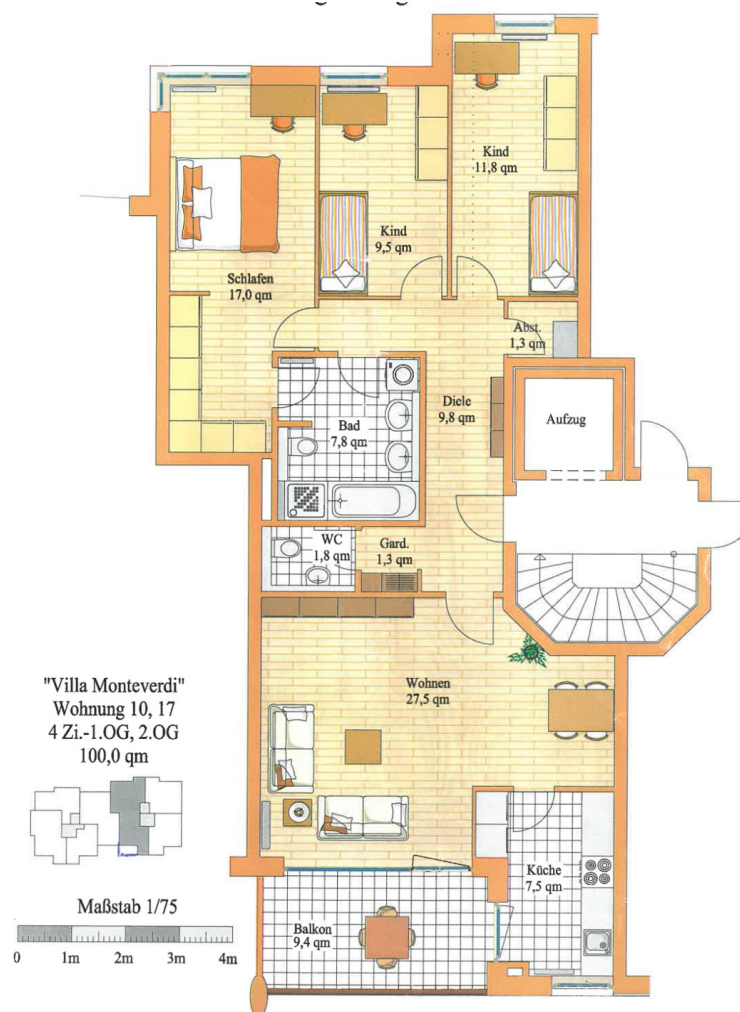 Kind
11,8 qm
Kind
9,5 qm
Schlafen
17,0 qm
Abst.
1,3 qm
Diele
9,8 qm
Aufzug
Bad
7,8 qm
WC
1,8 qm
Gard.
1,3 qm
Wohnen
27,5 qm
"Villa Monteverdi"
Wohnung 10, 17
4 Zi.-1.OG, 2.OG
100,0 qm
Küche
7,5 qm
Balkon
9,4 qm
Maßstab 1/75
0 1m 2m 3m 4m